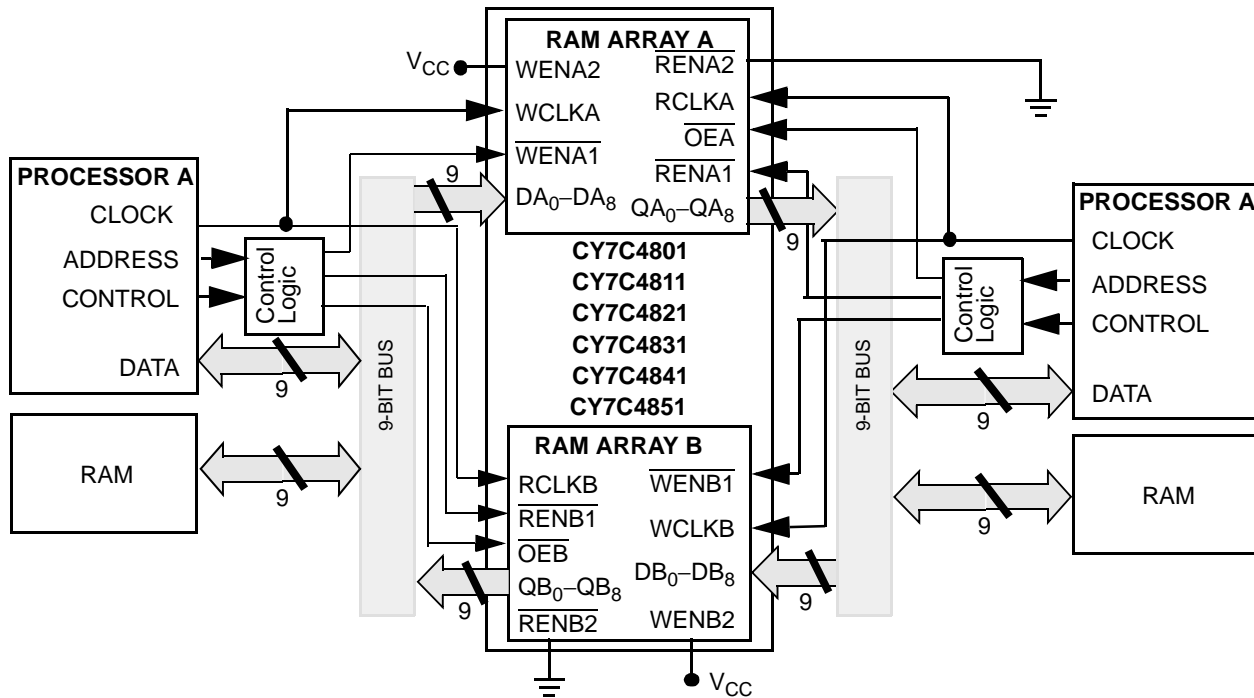 RAM ARRAY A
V_CC
WENA2
RENA2
WCLKA
RCLKA
OEA
WENA1
RENA1
DA0–DA8
QA0–QA8
9
9
PROCESSOR A
CLOCK
ADDRESS
CONTROL
DATA
Control
Logic
9
9-BIT BUS
RAM
9
CY7C4801
CY7C4811
CY7C4821
CY7C4831
CY7C4841
CY7C4851
9-BIT BUS
PROCESSOR A
CLOCK
ADDRESS
CONTROL
DATA
Control
Logic
9
RAM
9
RAM ARRAY B
RCLKB
WENB1
RENB1
WCLKB
OEB
DB0–DB8
QB0–QB8
RENB2
WENB2
9
9
VCC